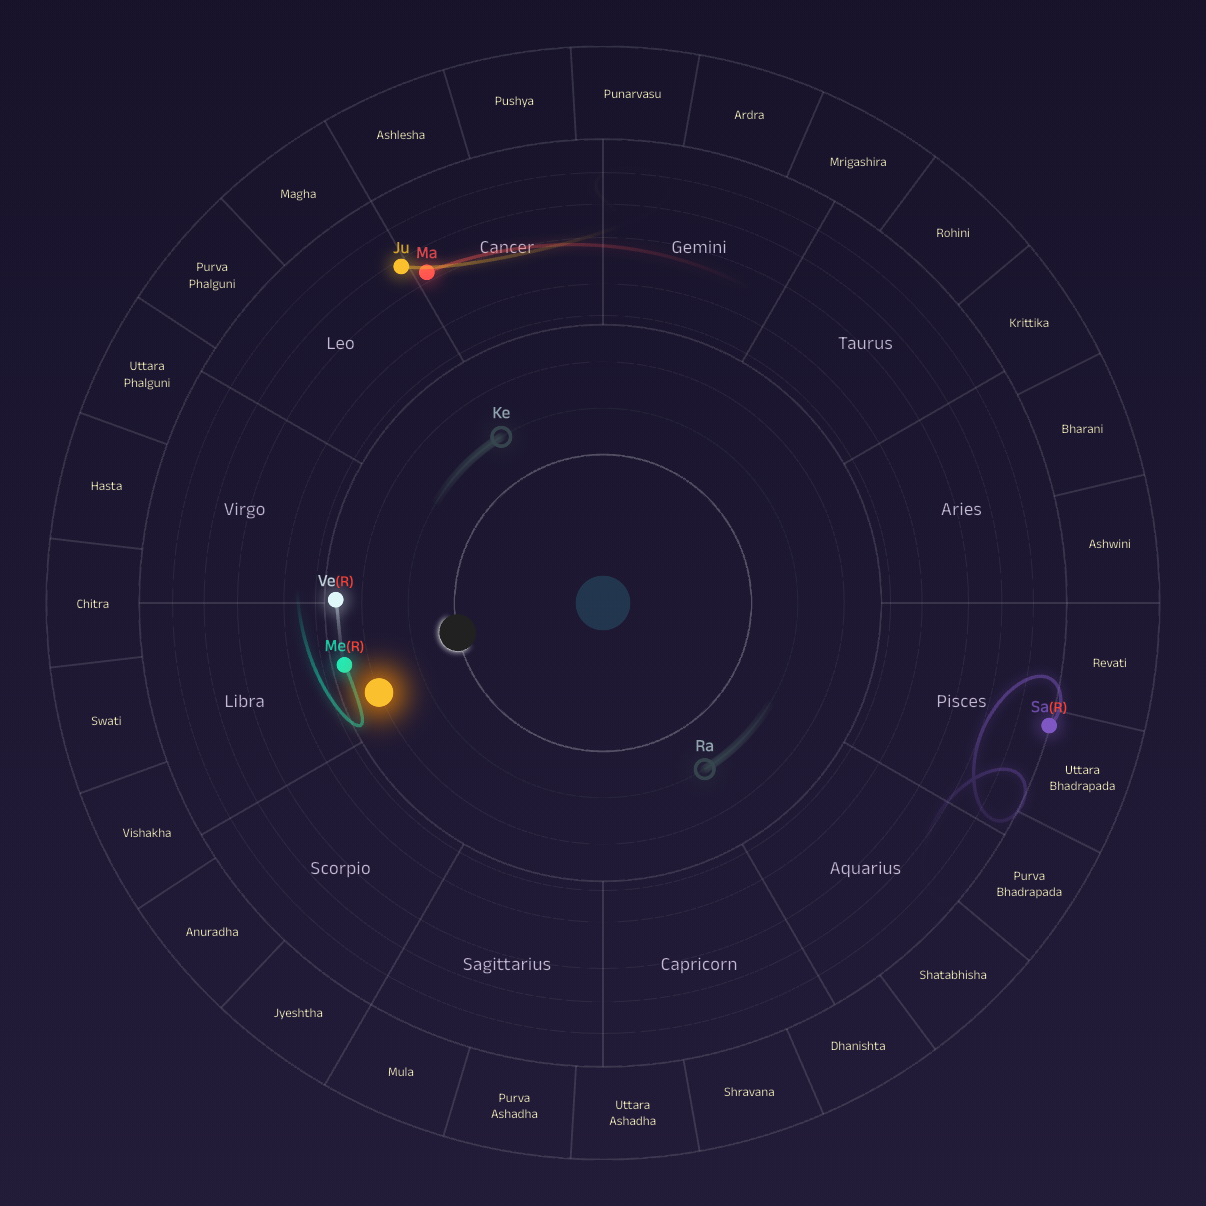 Punarvasu
Pushya
Ardra
Ashlesha
Mrigashira
Magha
Rohini
Ju
Ma
Cancer
Gemini
Purva
Phalguni
Krittika
Leo
Taurus
Uttara
Phalguni
Ke
Bharani
Hasta
Virgo
Aries
Ashwini
Ve(R)
Chitra
Me(R)
Revati
Libra
Pisces
Sa(R)
Swati
Ra
Uttara
Bhadrapada
Vishakha
Scorpio
Aquarius
Purva
Bhadrapada
Anuradha
Sagittarius
Capricorn
Shatabhisha
Jyeshtha
Dhanishta
Mula
Shravana
Purva
Ashadha
Uttara
Ashadha